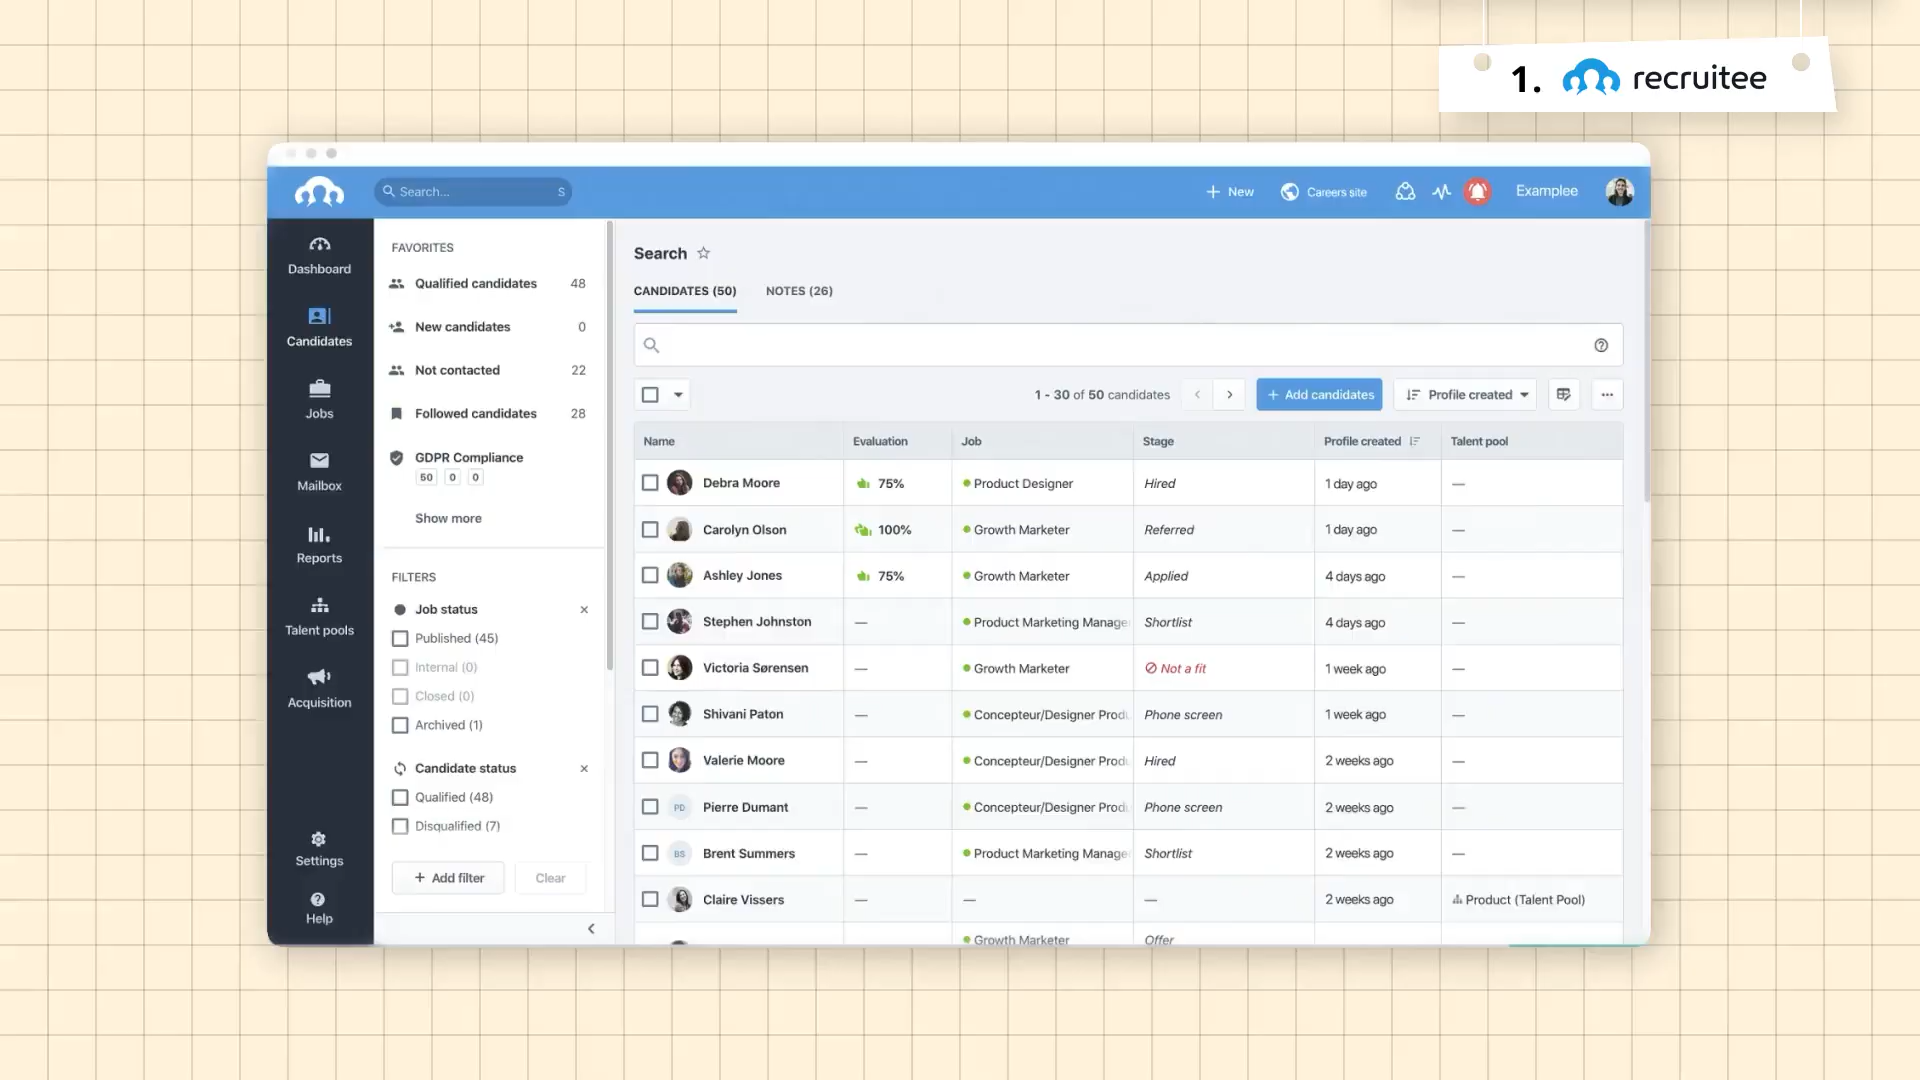 1. recruitee
Search... S
New
Careers site
Examplee
Dashboard
Candidates
Jobs
Mailbox
Reports
Talent pools
Acquisition
Settings
Help
FAVORITES
Qualified candidates 48
New candidates 0
Not contacted 22
Followed candidates 28
GDPR Compliance
50 0 0
Show more
FILTERS
Job status
Published (45)
Internal (0)
Closed (0)
Archived (1)
Candidate status
Qualified (48)
Disqualified (7)
+ Add filter Clear
Search
CANDIDATES (50) NOTES (26)
1 - 30 of 50 candidates
+ Add candidates
Profile created
Name Evaluation Job Stage Profile created Talent pool
Debra Moore 75% Product Designer Hired 1 day ago —
Carolyn Olson 100% Growth Marketer Referred 1 day ago —
Ashley Jones 75% Growth Marketer Applied 4 days ago —
Stephen Johnston — Product Marketing Manage Shortlist 4 days ago —
Victoria Sørensen — Growth Marketer Not a fit 1 week ago —
Shivani Paton — Concepteur/Designer Produ Phone screen 1 week ago —
Valerie Moore — Concepteur/Designer Produ Hired 2 weeks ago —
PD Pierre Dumant — Concepteur/Designer Produ Phone screen 2 weeks ago —
BS Brent Summers — Product Marketing Manage Shortlist 2 weeks ago —
Claire Vissers — — — 2 weeks ago Product (Talent Pool)
Growth Marketer Offer